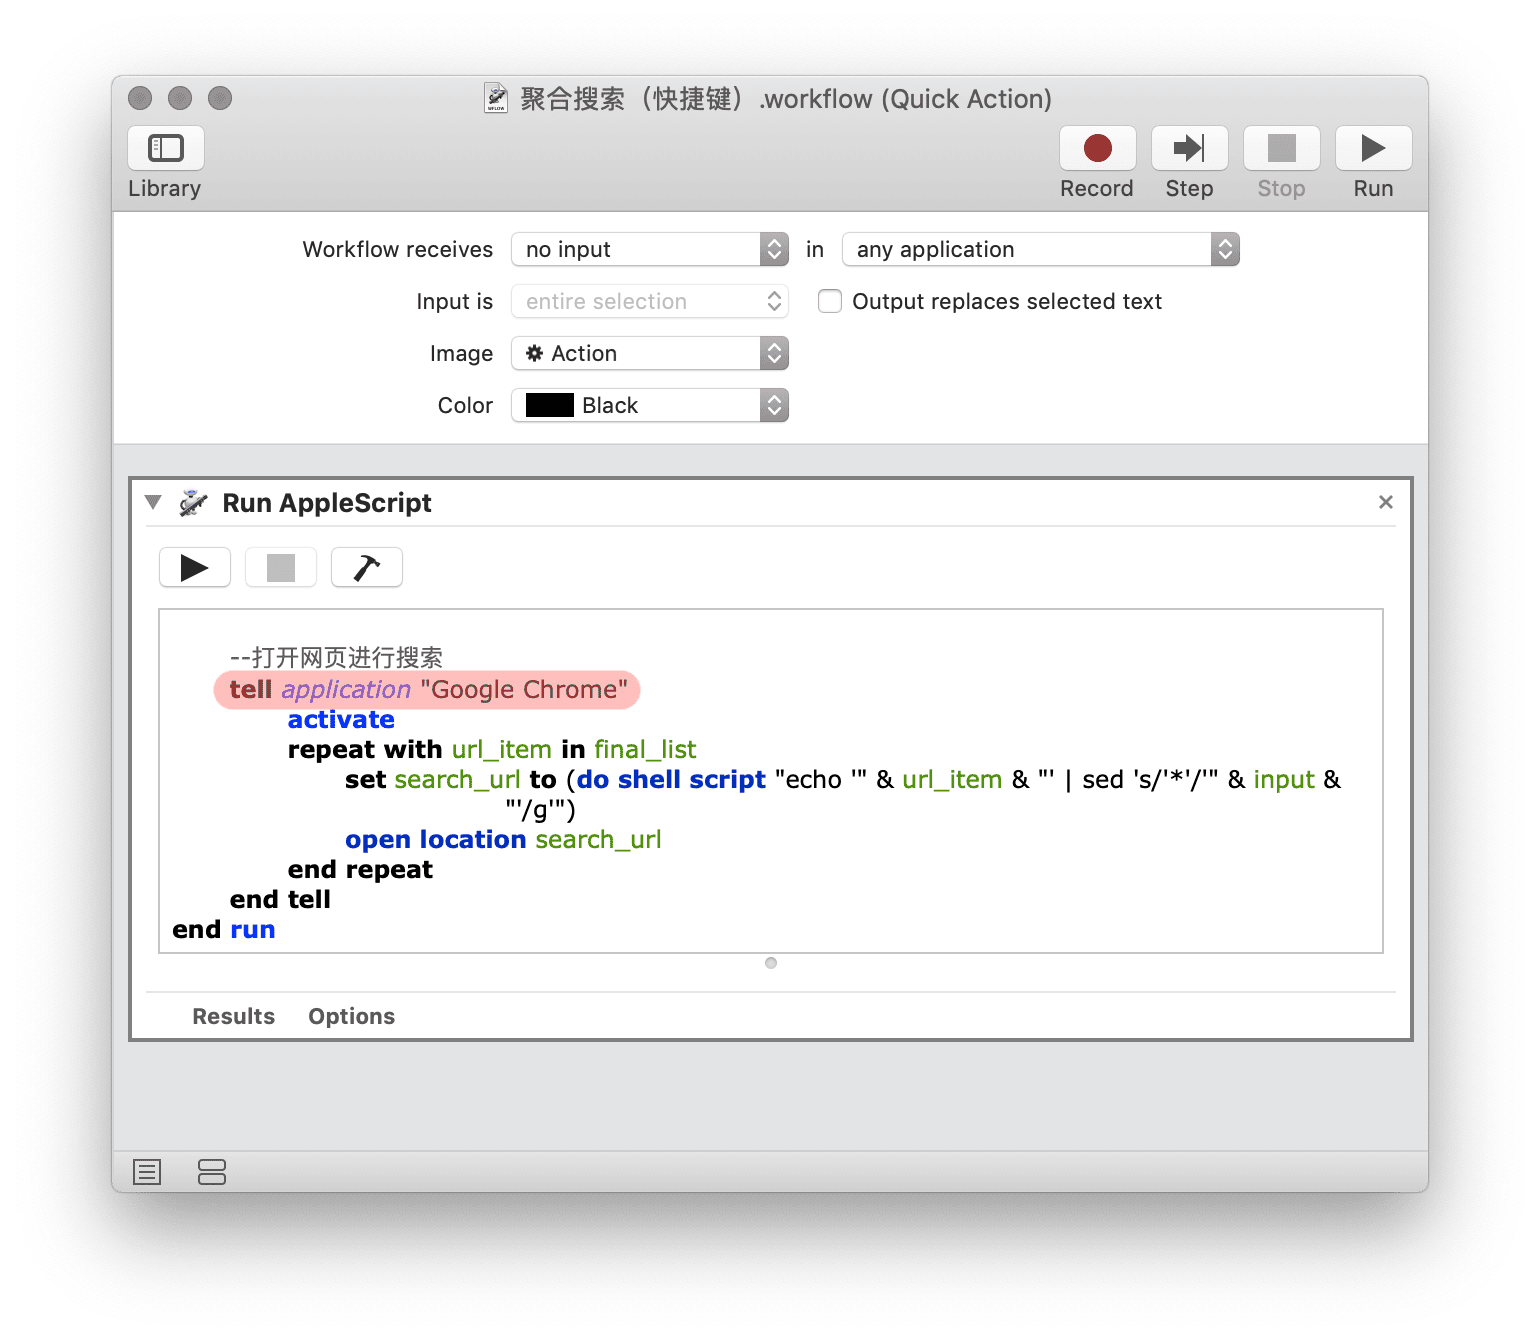 聚合搜索（快捷键）.workflow (Quick Action)
Library
Record Step Stop Run
Workflow receives no input in any application
Input is entire selection Output replaces selected text
Image Action
Color Black
Run AppleScript
--打开网页进行搜索
tell application "Google Chrome"
activate
repeat with url_item in final_list
set search_url to (do shell script "echo '" & url_item & "' | sed 's/'*'/'" & input &
"'/g'")
open location search_url
end repeat
end tell
end run
Results Options